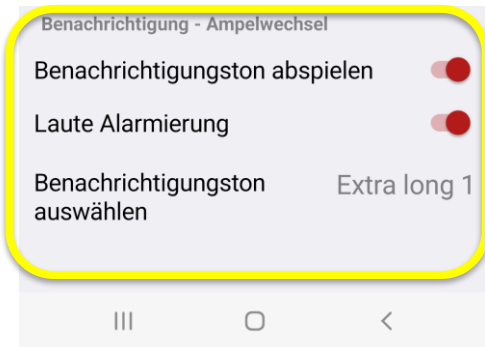 Benachrichtigung - Ampelwechsel
Benachrichtigungston abspielen
Laute Alarmierung
Benachrichtigungston Extra long 1
auswählen